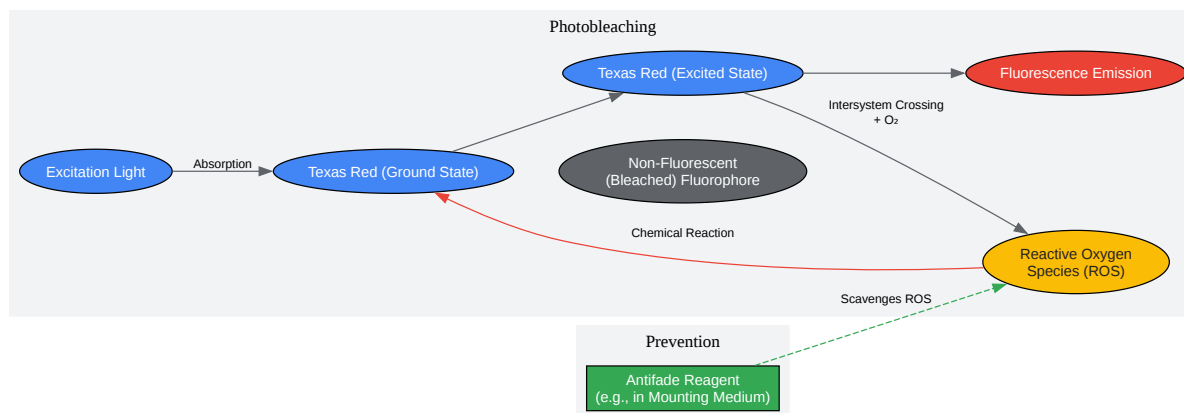 Photobleaching
Texas Red (Excited State)
Fluorescence Emission
Intersystem Crossing
+ O₂
Excitation Light
Absorption
Texas Red (Ground State)
Non-Fluorescent
(Bleached) Fluorophore
Chemical Reaction
Reactive Oxygen
Species (ROS)
Scavenges ROS
Prevention
Antifade Reagent
(e.g., in Mounting Medium)